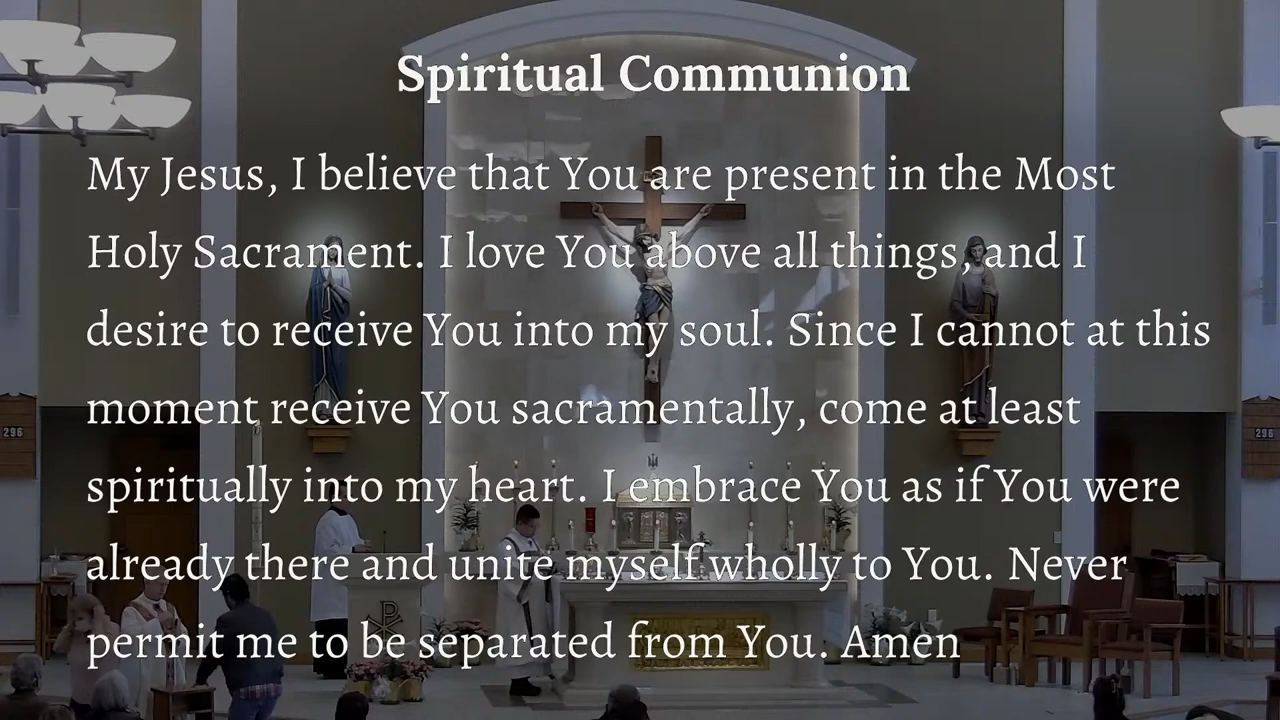 Spiritual Communion
My Jesus, I believe that You are present in the Most
Holy Sacrament. I love You above all things, and I
desire to receive You into my soul. Since I cannot at this
moment receive You sacramentally, come at least
spiritually into my heart. I embrace You as if You were
already there and unite myself wholly to You. Never
permit me to be separated from You. Amen
296
296